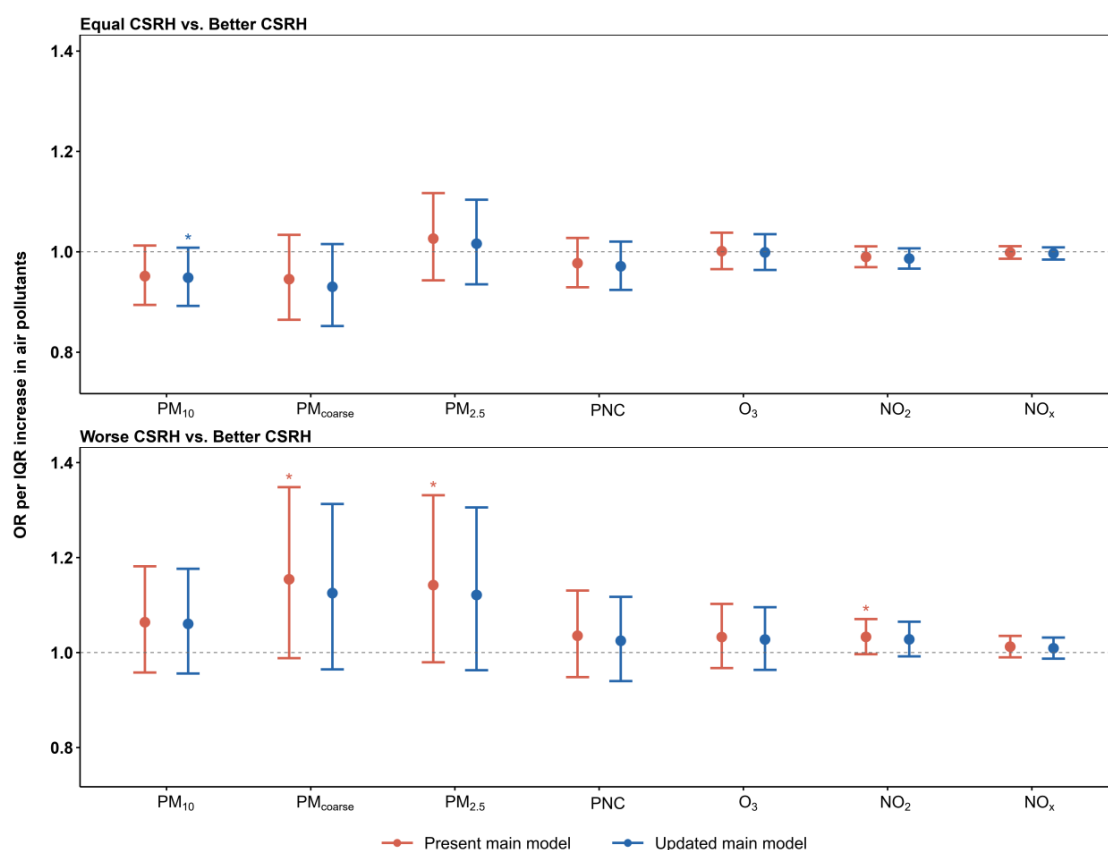 Equal CSRH vs. Better CSRH
OR per IQR increase in air pollutants
1.4
1.2
1.0
0.8
*
PM10 PMcoarse PM2.5 PNC O3 NO2 NOx
Worse CSRH vs. Better CSRH
1.4
1.2
1.0
0.8
* * *
PM10 PMcoarse PM2.5 PNC O3 NO2 NOx
Present main model Updated main model